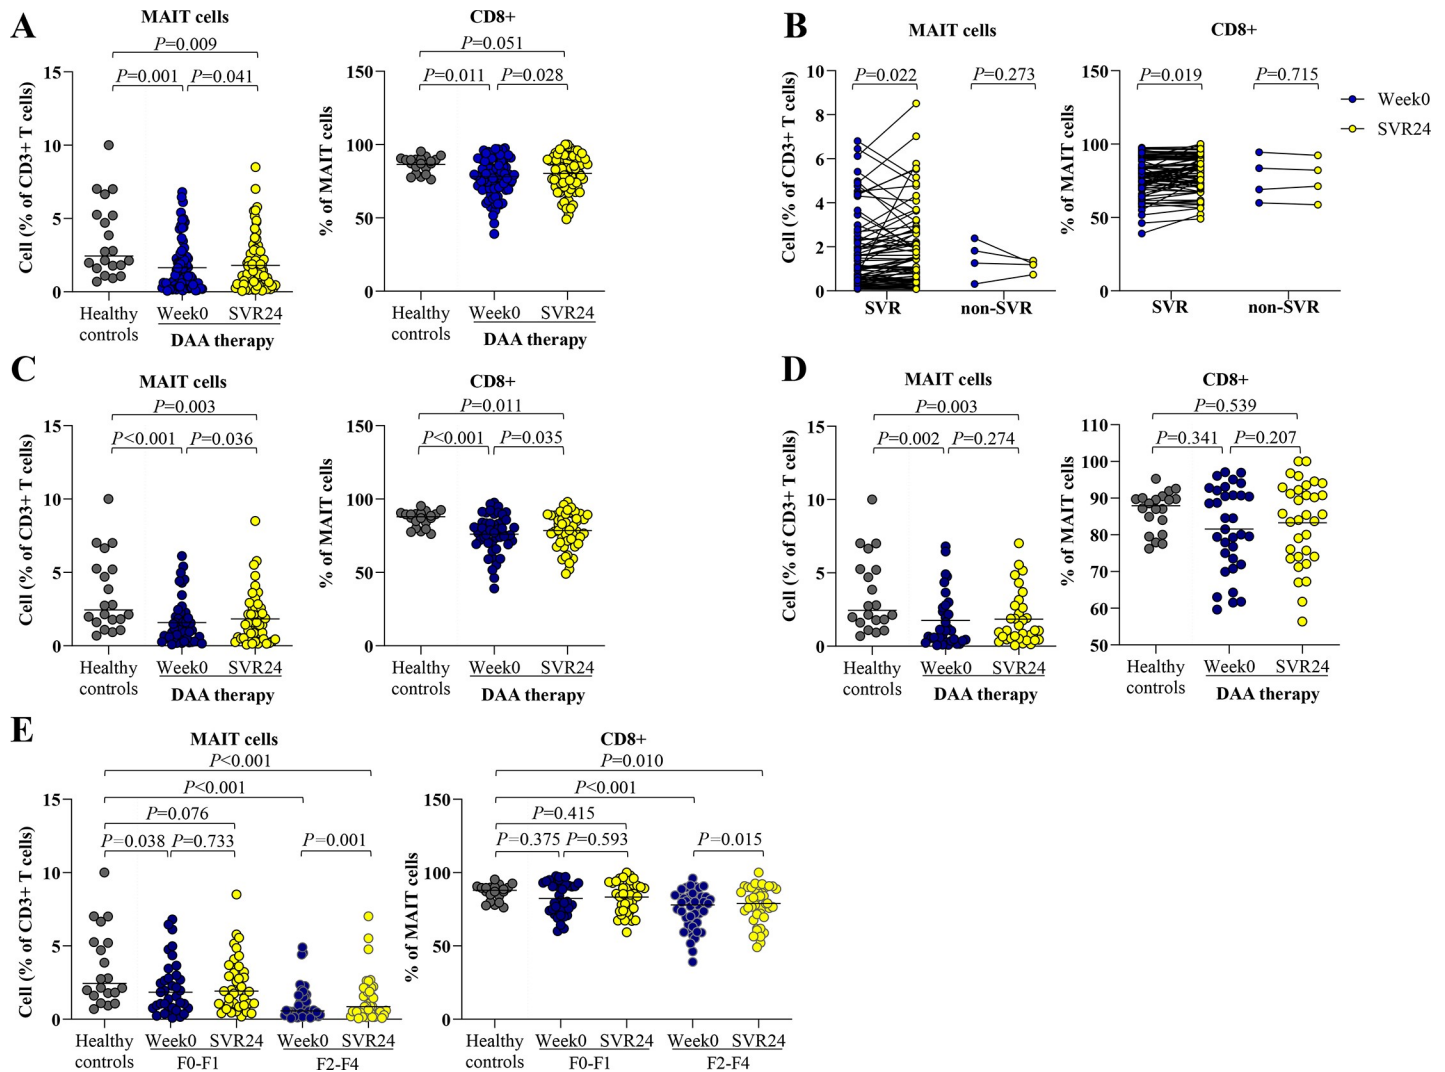 A
MAIT cells
P=0.009
P=0.001 P=0.041
Cell (% of CD3+ T cells)
15
10
5
0
Healthy controls
Week0
SVR24
DAA therapy
CD8+
P=0.051
P=0.011 P=0.028
% of MAIT cells
150
100
50
0
Healthy controls
Week0
SVR24
DAA therapy
B
MAIT cells
P=0.022 P=0.273
Cell (% of CD3+ T cells)
10
8
6
4
2
0
SVR
non-SVR
CD8+
P=0.019 P=0.715
% of MAIT cells
150
100
50
0
SVR
non-SVR
Week0
SVR24
C
MAIT cells
P=0.003
P<0.001 P=0.036
Cell (% of CD3+ T cells)
15
10
5
0
Healthy controls
Week0
SVR24
DAA therapy
CD8+
P=0.011
P<0.001 P=0.035
% of MAIT cells
150
100
50
0
Healthy controls
Week0
SVR24
DAA therapy
D
MAIT cells
P=0.003
P=0.002 P=0.274
Cell (% of CD3+ T cells)
15
10
5
0
Healthy controls
Week0
SVR24
DAA therapy
CD8+
P=0.539
P=0.341 P=0.207
% of MAIT cells
110
100
90
80
70
60
50
Healthy controls
Week0
SVR24
DAA therapy
E
MAIT cells
P<0.001
P<0.001
P=0.076
P=0.038 P=0.733 P=0.001
Cell (% of CD3+ T cells)
15
10
5
0
Healthy controls
Week0 SVR24
F0-F1
Week0 SVR24
F2-F4
CD8+
P=0.010
P<0.001
P=0.415
P=0.375 P=0.593 P=0.015
% of MAIT cells
150
100
50
0
Healthy controls
Week0 SVR24
F0-F1
Week0 SVR24
F2-F4